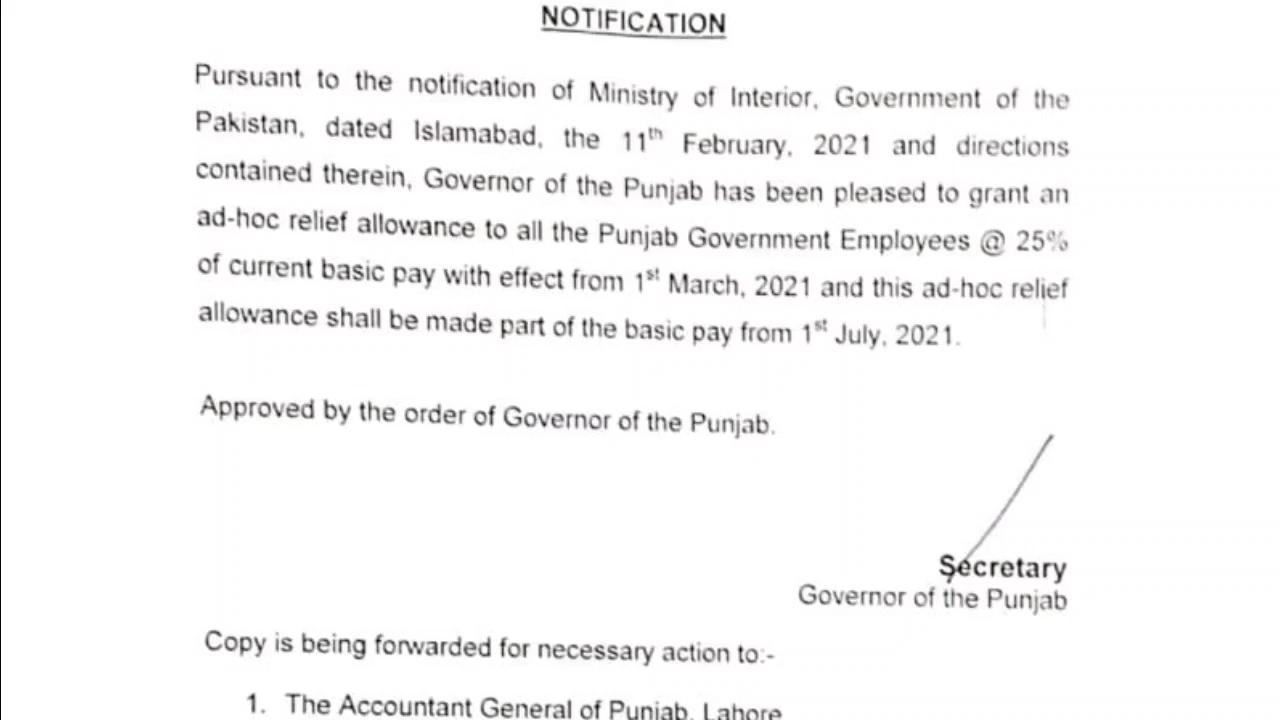 NOTIFICATION
Pursuant to the notification of Ministry of Interior, Government of the
Pakistan, dated Islamabad, the 11th February, 2021 and directions
contained therein, Governor of the Punjab has been pleased to grant an
ad-hoc relief allowance to all the Punjab Government Employees @ 25%
of current basic pay with effect from 1st March, 2021 and this ad-hoc relief
allowance shall be made part of the basic pay from 1st July, 2021.
Approved by the order of Governor of the Punjab.
Secretary
Governor of the Punjab
Copy is being forwarded for necessary action to:-
1. The Accountant General of Punjab, Lahore